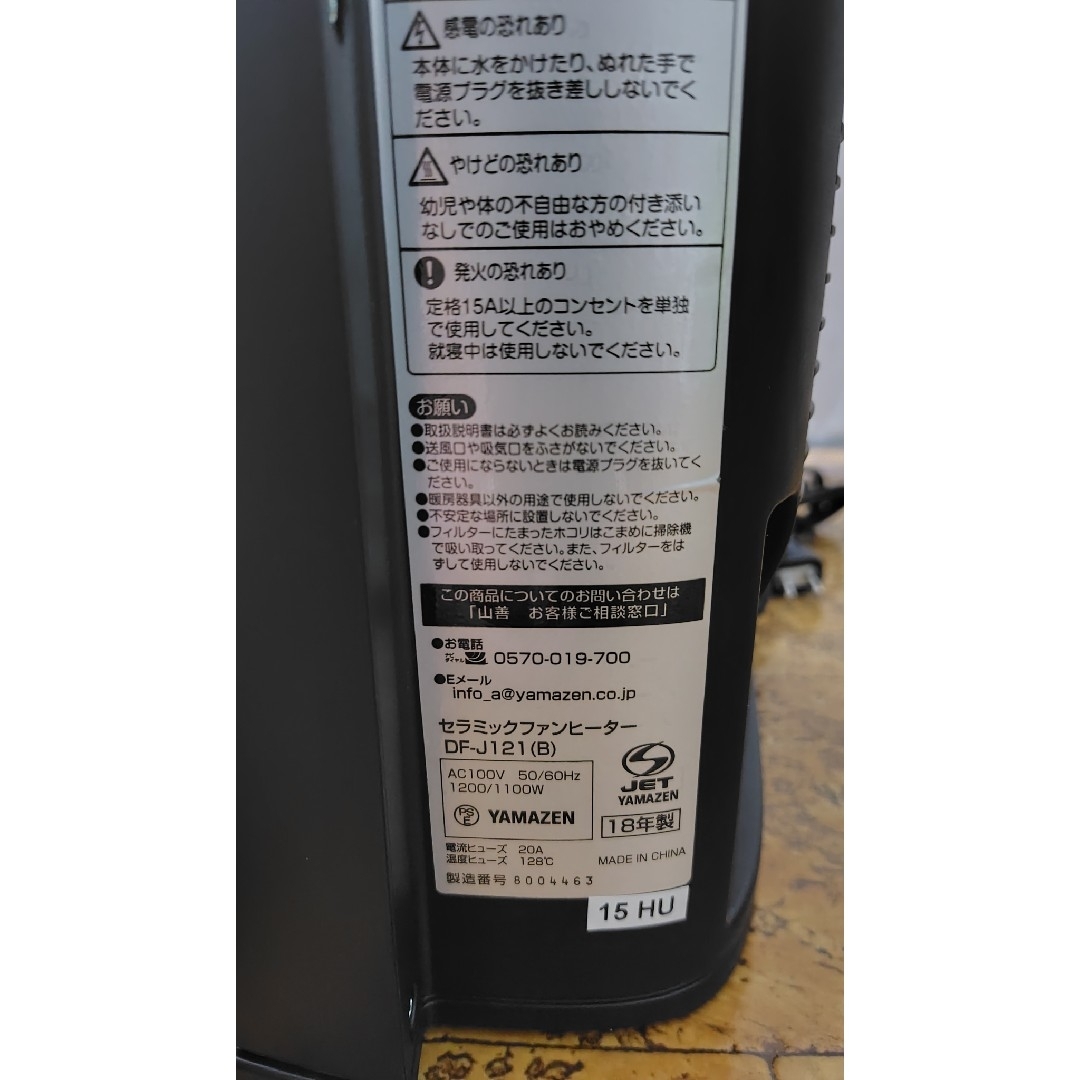 感電の恐れあり
本体に水をかけたり、ぬれた手で
電源プラグを抜き差ししないでく
ださい。
やけどの恐れあり
幼児や体の不自由な方の付き添い
なしでのご使用はおやめください。
発火の恐れあり
定格15A以上のコンセントを単独
で使用してください。
就寝中は使用しないでください。
お願い
●取扱説明書は必ずよくお読みください。
●送風口や吸気口をふさがないでください。
●ご使用にならないときは電源プラグを抜いてく
ださい。
●暖房器具以外の用途で使用しないでください。
●不安定な場所に設置しないでください。
●フィルターにたまったホコリはこまめに掃除機
で吸い取ってください。また、フィルターをは
ずして使用しないでください。
この商品についてのお問い合わせは
「山善 お客様ご相談窓口」
●お電話
ナビダイヤル 0570-019-700
●Eメール
info_a@yamazen.co.jp
セラミックファンヒーター
DF-J121(B)
AC100V 50/60Hz
1200/1100W
PSE YAMAZEN
JET
YAMAZEN
18年製
電流ヒューズ 20A
温度ヒューズ 128℃
MADE IN CHINA
製造番号 8004463
15 HU